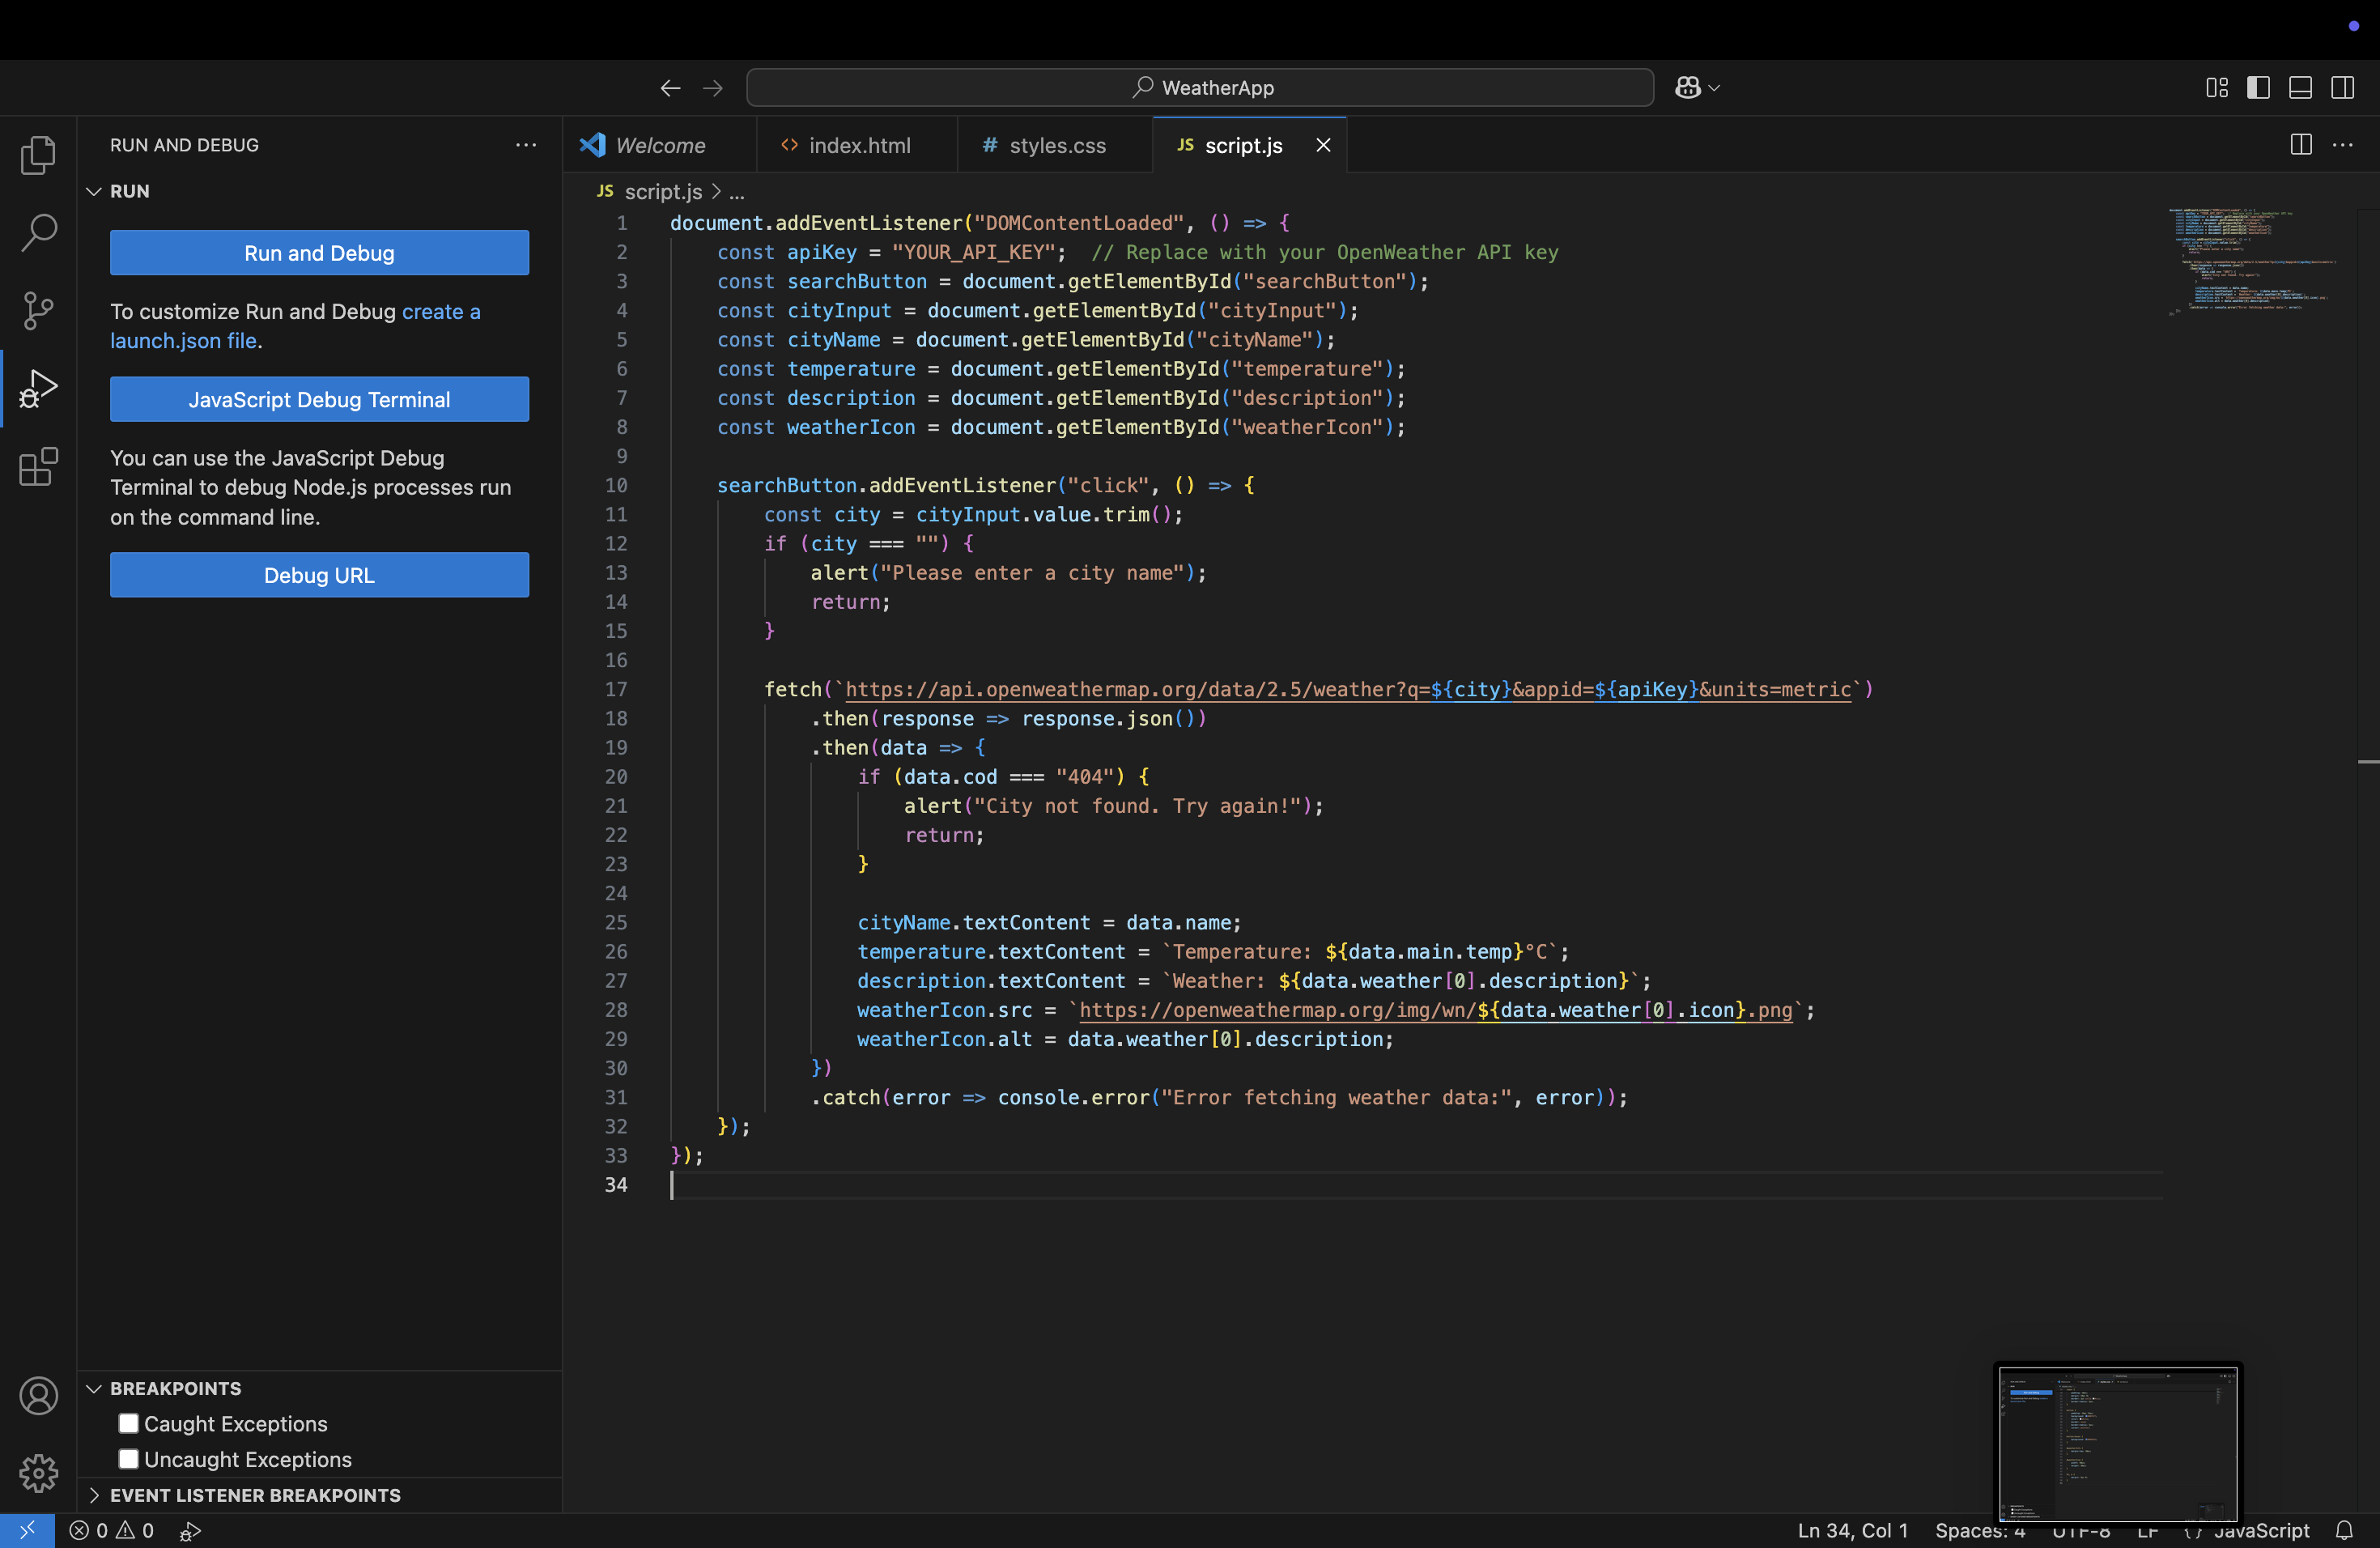 WeatherApp
RUN AND DEBUG
RUN
Run and Debug
To customize Run and Debug create a
launch.json file.
JavaScript Debug Terminal
You can use the JavaScript Debug
Terminal to debug Node.js processes run
on the command line.
Debug URL
BREAKPOINTS
Caught Exceptions
Uncaught Exceptions
EVENT LISTENER BREAKPOINTS
Welcome
<> index.html
# styles.css
JS script.js
JS script.js > ...
1 document.addEventListener("DOMContentLoaded", () => {
2     const apiKey = "YOUR_API_KEY";  // Replace with your OpenWeather API key
3     const searchButton = document.getElementById("searchButton");
4     const cityInput = document.getElementById("cityInput");
5     const cityName = document.getElementById("cityName");
6     const temperature = document.getElementById("temperature");
7     const description = document.getElementById("description");
8     const weatherIcon = document.getElementById("weatherIcon");
9
10     searchButton.addEventListener("click", () => {
11         const city = cityInput.value.trim();
12         if (city === "") {
13             alert("Please enter a city name");
14             return;
15         }
16
17         fetch(`https://api.openweathermap.org/data/2.5/weather?q=${city}&appid=${apiKey}&units=metric`)
18             .then(response => response.json())
19             .then(data => {
20                 if (data.cod === "404") {
21                     alert("City not found. Try again!");
22                     return;
23                 }
24
25                 cityName.textContent = data.name;
26                 temperature.textContent = `Temperature: ${data.main.temp}°C`;
27                 description.textContent = `Weather: ${data.weather[0].description}`;
28                 weatherIcon.src = `https://openweathermap.org/img/wn/${data.weather[0].icon}.png`;
29                 weatherIcon.alt = data.weather[0].description;
30             })
31             .catch(error => console.error("Error fetching weather data:", error));
32     });
33 });
34
0 0
Ln 34, Col 1 Spaces: 4 UTF-8 LF {} JavaScript